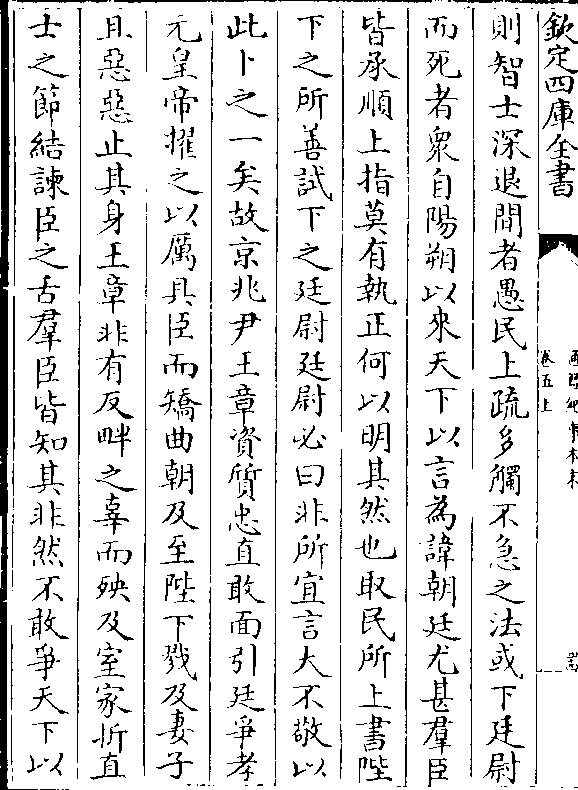 欽定四庫全書
卷五上
則智士深退間者愚民上疏多觸不急之法或下廷尉
而死者衆自陽朔以來天下以言為諱朝廷尤甚羣臣
皆承順上指莫有執正何以明其然也取民所上書陛
下之所善試下之廷尉廷尉必曰非所宜言大不敬以
此卜之一矣故京兆尹王章資質忠直敢面引廷爭孝
元皇帝擢之以厲具臣而矯曲朝及至陛下戮及妻子
且惡惡止其身王章非有反畔之辜而殃及室家折直
士之節結諫臣之舌羣臣皆知其非然不敢爭天下以